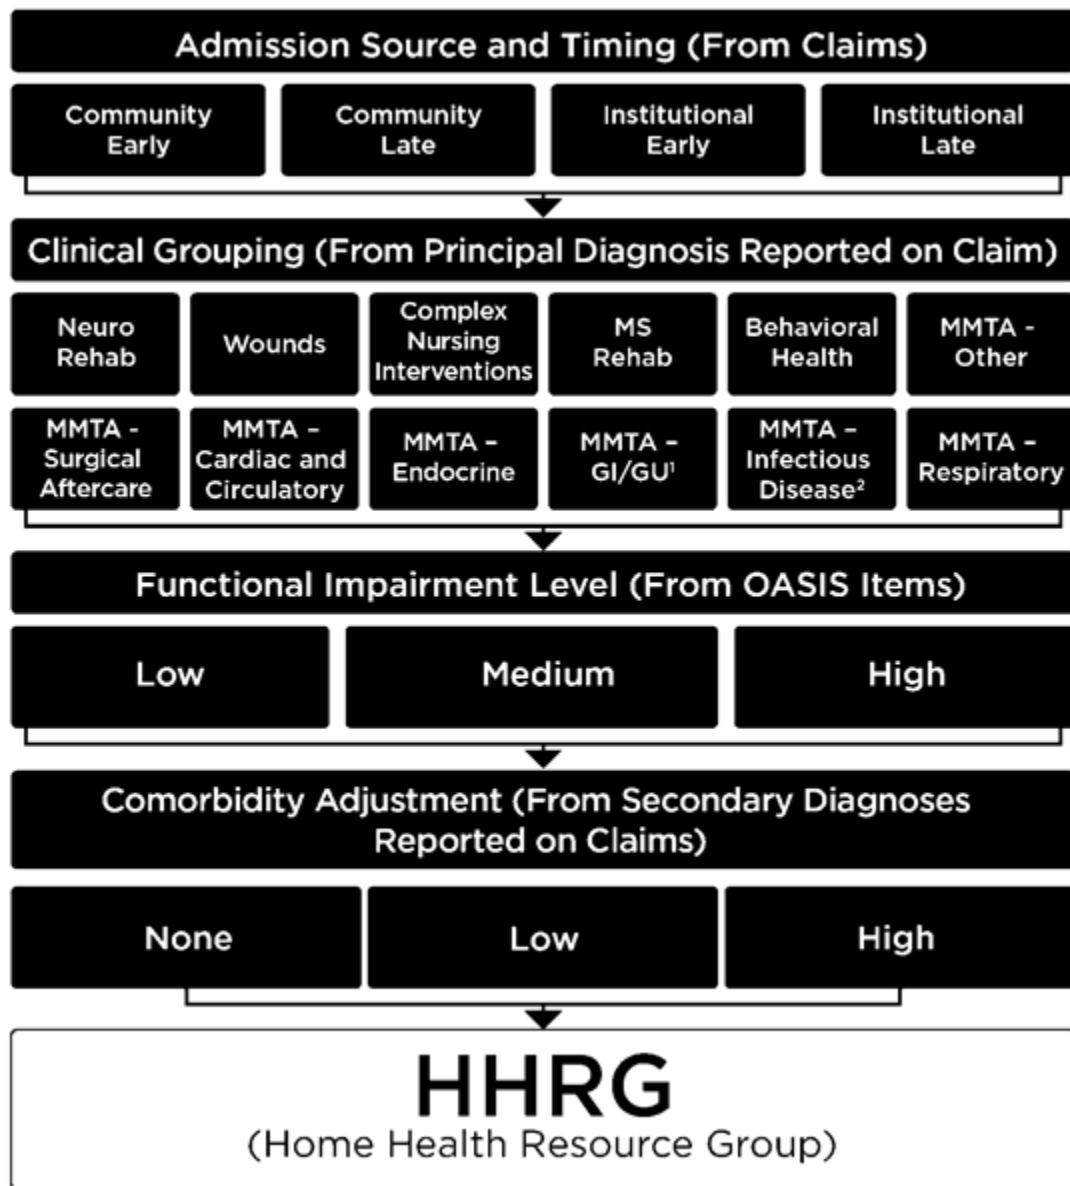 Admission Source and Timing (From Claims)
Community
Early
Community
Late
Institutional
Early
Institutional
Late
Clinical Grouping (From Principal Diagnosis Reported on Claim)
Neuro
Rehab
Wounds
Complex
Nursing
Interventions
MS
Rehab
Behavioral
Health
MMTA -
Other
MMTA -
Surgical
Aftercare
MMTA –
Cardiac and
Circulatory
MMTA –
Endocrine
MMTA –
GI/GU¹
MMTA –
Infectious
Disease²
MMTA –
Respiratory
Functional Impairment Level (From OASIS Items)
Low
Medium
High
Comorbidity Adjustment (From Secondary Diagnoses
Reported on Claims)
None
Low
High
HHRG
(Home Health Resource Group)